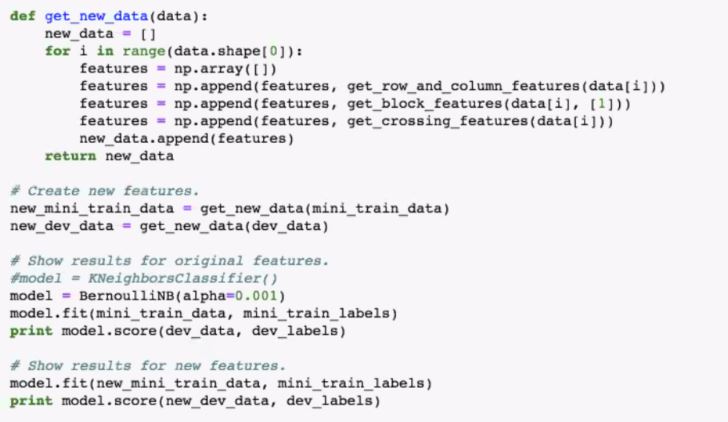 def get_new_data(data):
    new_data = []
    for i in range(data.shape[0]):
        features = np.array([])
        features = np.append(features, get_row_and_column_features(data[i]))
        features = np.append(features, get_block_features(data[i], [1]))
        features = np.append(features, get_crossing_features(data[i]))
        new_data.append(features)
    return new_data

# Create new features.
new_mini_train_data = get_new_data(mini_train_data)
new_dev_data = get_new_data(dev_data)

# Show results for original features.
#model = KNeighborsClassifier()
model = BernoulliNB(alpha=0.001)
model.fit(mini_train_data, mini_train_labels)
print model.score(dev_data, dev_labels)

# Show results for new features.
model.fit(new_mini_train_data, mini_train_labels)
print model.score(new_dev_data, dev_labels)